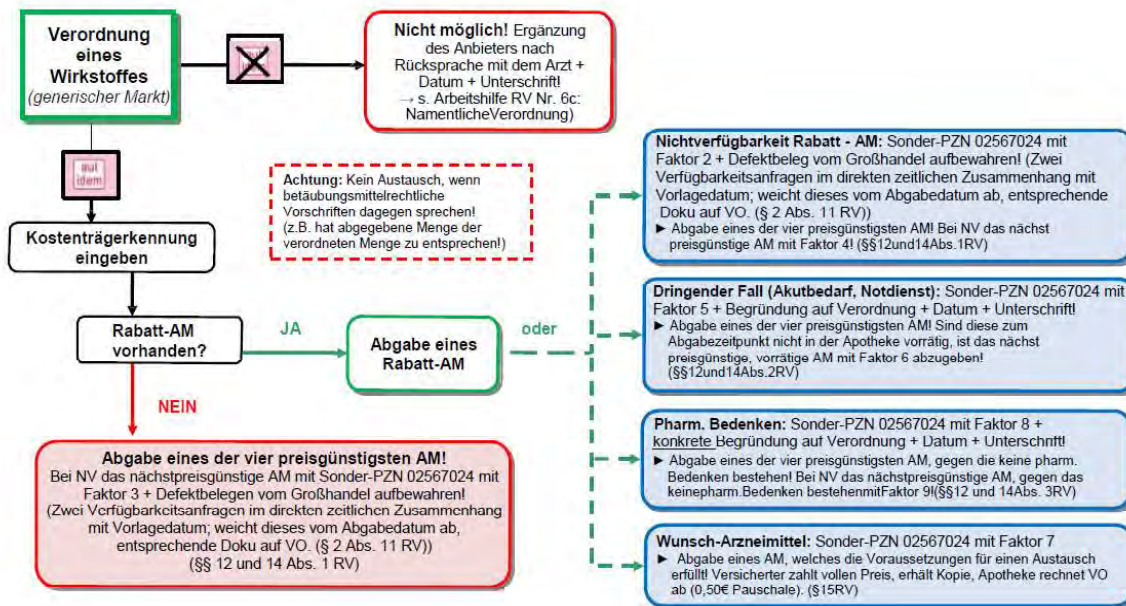 Verordnung
eines
Wirkstoffes
(generischer Markt)
Nicht möglich! Ergänzung
des Anbieters nach
Rücksprache mit dem Arzt +
Datum + Unterschrift!
→ s. Arbeitshilfe RV Nr. 6c:
NamentlicheVerordnung)
aut
idem
Kostenträgerkennung
eingeben
Achtung: Kein Austausch, wenn
betäubungsmittelrechtliche
Vorschriften dagegen sprechen!
(z.B. hat abgegebene Menge der
verordneten Menge zu entsprechen!)
Rabatt-AM
vorhanden?
JA
Abgabe eines
Rabatt-AM
oder
NEIN
Abgabe eines der vier preisgünstigsten AM!
Bei NV das nächstpreisgünstige AM mit Sonder-PZN 02567024 mit
Faktor 3 + Defektbelegen vom Großhandel aufbewahren!
(Zwei Verfügbarkeitsanfragen im direkten zeitlichen Zusammenhang
mit Vorlagedatum; weicht dieses vom Abgabedatum ab,
entsprechende Doku auf VO. (§ 2 Abs. 11 RV))
(§§ 12 und 14 Abs. 1 RV)
Nichtverfügbarkeit Rabatt - AM: Sonder-PZN 02567024 mit
Faktor 2 + Defektbeleg vom Großhandel aufbewahren! (Zwei
Verfügbarkeitsanfragen im direkten zeitlichen Zusammenhang mit
Vorlagedatum; weicht dieses vom Abgabedatum ab, entsprechende
Doku auf VO. (§ 2 Abs. 11 RV))
► Abgabe eines der vier preisgünstigsten AM! Bei NV das nächst
preisgünstige AM mit Faktor 4! (§§12und14Abs.1RV)
Dringender Fall (Akutbedarf, Notdienst): Sonder-PZN 02567024 mit
Faktor 5 + Begründung auf Verordnung + Datum + Unterschrift!
► Abgabe eines der vier preisgünstigsten AM! Sind diese zum
Abgabezeitpunkt nicht in der Apotheke vorrätig, ist das nächst
preisgünstige, vorrätige AM mit Faktor 6 abzugeben!
(§§12und14Abs.2RV)
Pharm. Bedenken: Sonder-PZN 02567024 mit Faktor 8 +
konkrete Begründung auf Verordnung + Datum + Unterschrift!
► Abgabe eines der vier preisgünstigsten AM, gegen die keine pharm.
Bedenken bestehen! Bei NV das nächstpreisgünstige AM, gegen das
keinepharm.Bedenken bestehenmitFaktor 9!(§§12 und 14Abs. 3RV)
Wunsch-Arzneimittel: Sonder-PZN 02567024 mit Faktor 7
► Abgabe eines AM, welches die Voraussetzungen für einen Austausch
erfüllt! Versicherter zahlt vollen Preis, erhält Kopie, Apotheke rechnet VO
ab (0,50€ Pauschale). (§15RV)